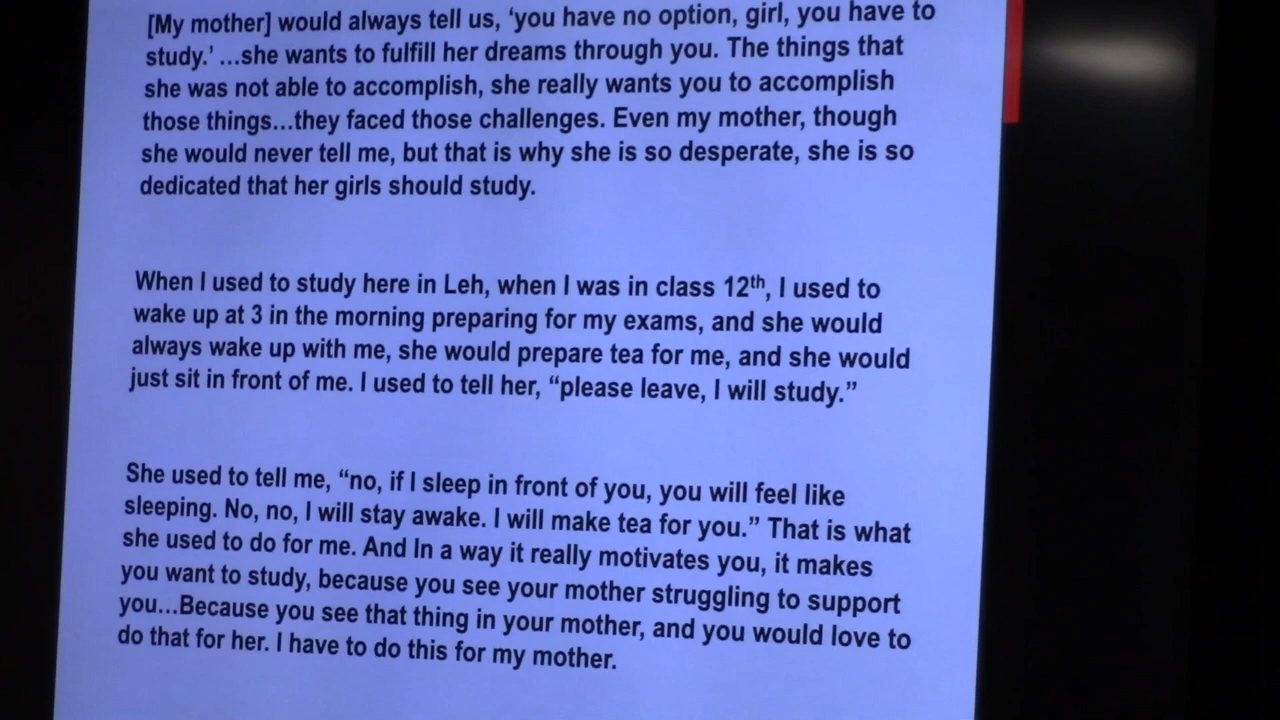 [My mother] would always tell us, ‘you have no option, girl, you have to
study.’ ...she wants to fulfill her dreams through you. The things that
she was not able to accomplish, she really wants you to accomplish
those things...they faced those challenges. Even my mother, though
she would never tell me, but that is why she is so desperate, she is so
dedicated that her girls should study.
When I used to study here in Leh, when I was in class 12th, I used to
wake up at 3 in the morning preparing for my exams, and she would
always wake up with me, she would prepare tea for me, and she would
just sit in front of me. I used to tell her, “please leave, I will study.”
She used to tell me, “no, if I sleep in front of you, you will feel like
sleeping. No, no, I will stay awake. I will make tea for you.” That is what
she used to do for me. And In a way it really motivates you, it makes
you want to study, because you see your mother struggling to support
you...Because you see that thing in your mother, and you would love to
do that for her. I have to do this for my mother.